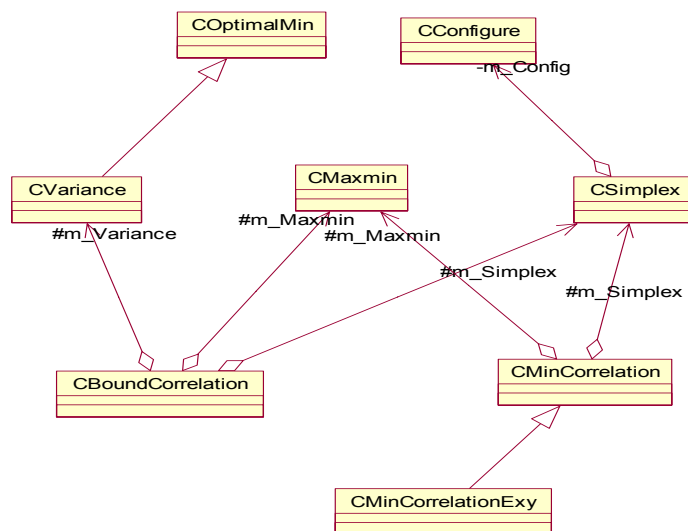 COptimalMin
CConfigure
-m_Config
CVariance
CMaxmin
CSimplex
#m_Variance
#m_Maxmin
#m_Maxmin
#m_Simplex
#m_Simplex
CBoundCorrelation
CMinCorrelation
CMinCorrelationExy